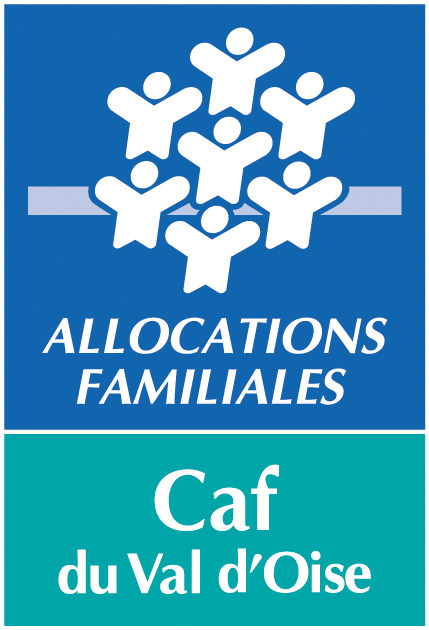 ALLOCATIONS
FAMILIALES
Caf
du Val d'Oise